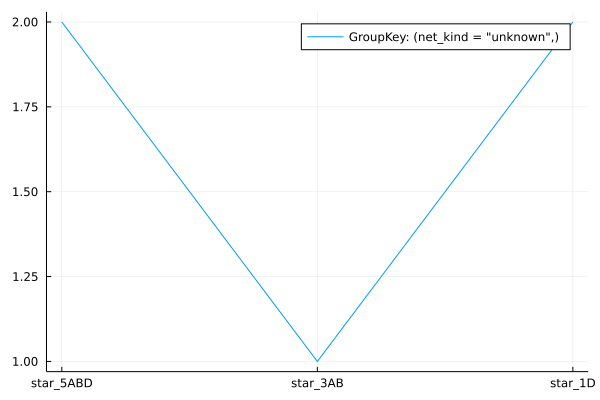 GroupKey: (net_kind = "unknown",)
2.00
1.75
1.50
1.25
1.00
star_5ABD star_3AB star_1D